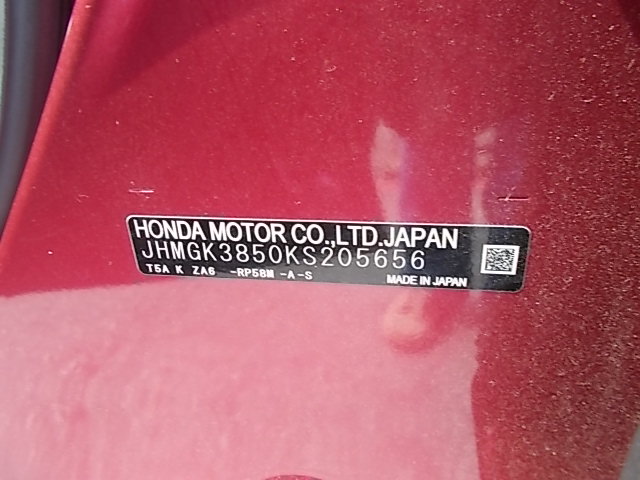 HONDA MOTOR CO.,LTD.JAPAN
JHMGK3850KS205656
T5A K ZA6 -RP58M -A-S
MADE IN JAPAN